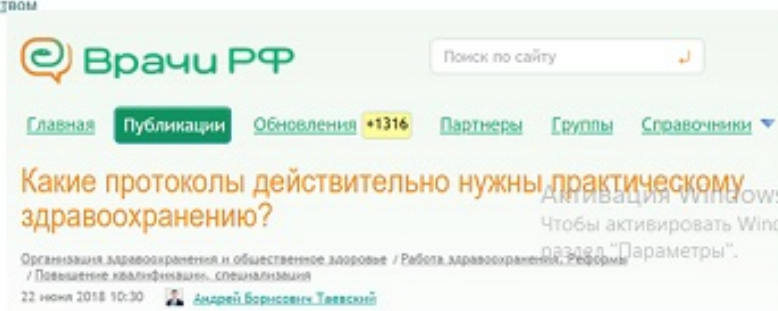 твом
Врачи РФ
Поиск по сайту
Главная Публикации Обновления +1316 Партнеры Группы Справочники
Какие протоколы действительно нужны практическому
здравоохранению?
Активация Windows
Чтобы активировать Wind
раздел "Параметры".
Организация здравоохранения и общественное здоровье / Работа здравоохранения. Реформы
/ Повышение квалификации, специализация
22 июня 2018 10:30 Андрей Борисович Таевский